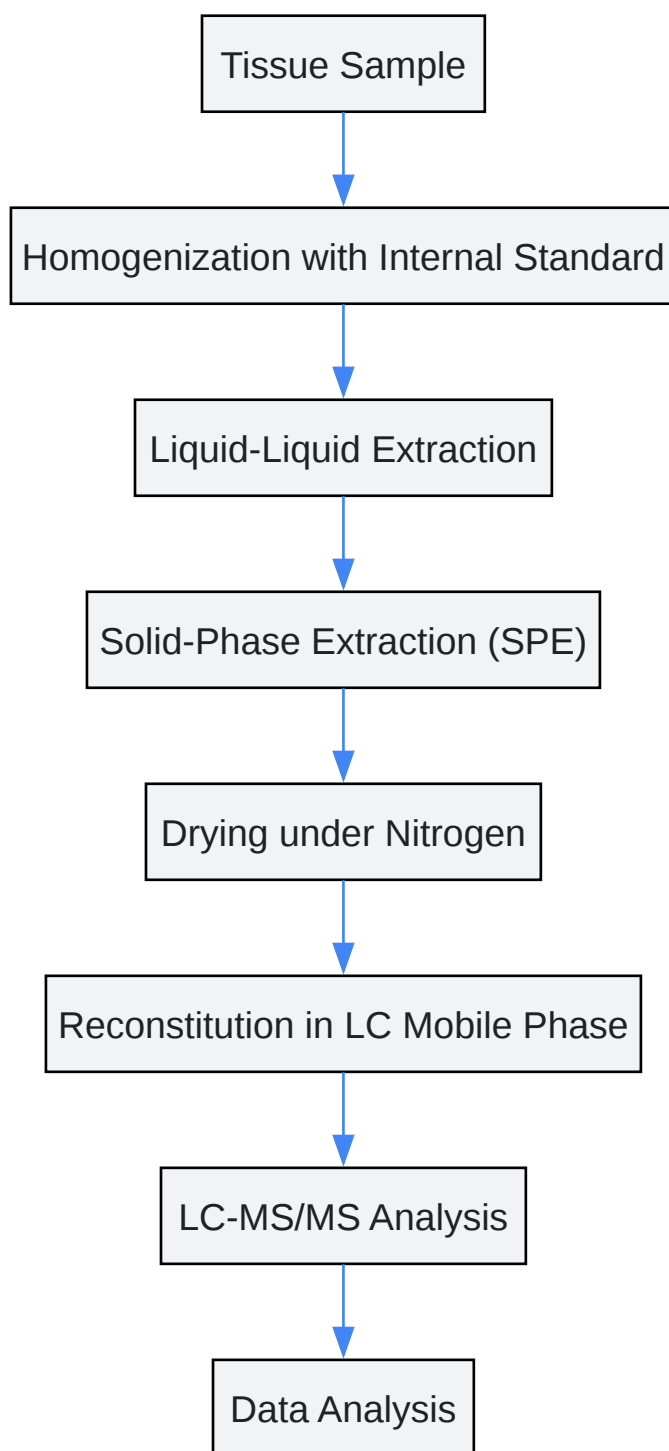 Tissue Sample
Homogenization with Internal Standard
Liquid-Liquid Extraction
Solid-Phase Extraction (SPE)
Drying under Nitrogen
Reconstitution in LC Mobile Phase
LC-MS/MS Analysis
Data Analysis